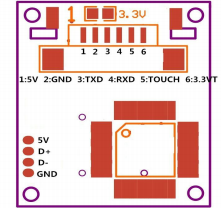 1 3.3V
1 2 3 4 5 6
1:5V 2:GND 3:TXD 4:RXD 5:TOUCH 6:3.3VT
5V
D+
D-
GND